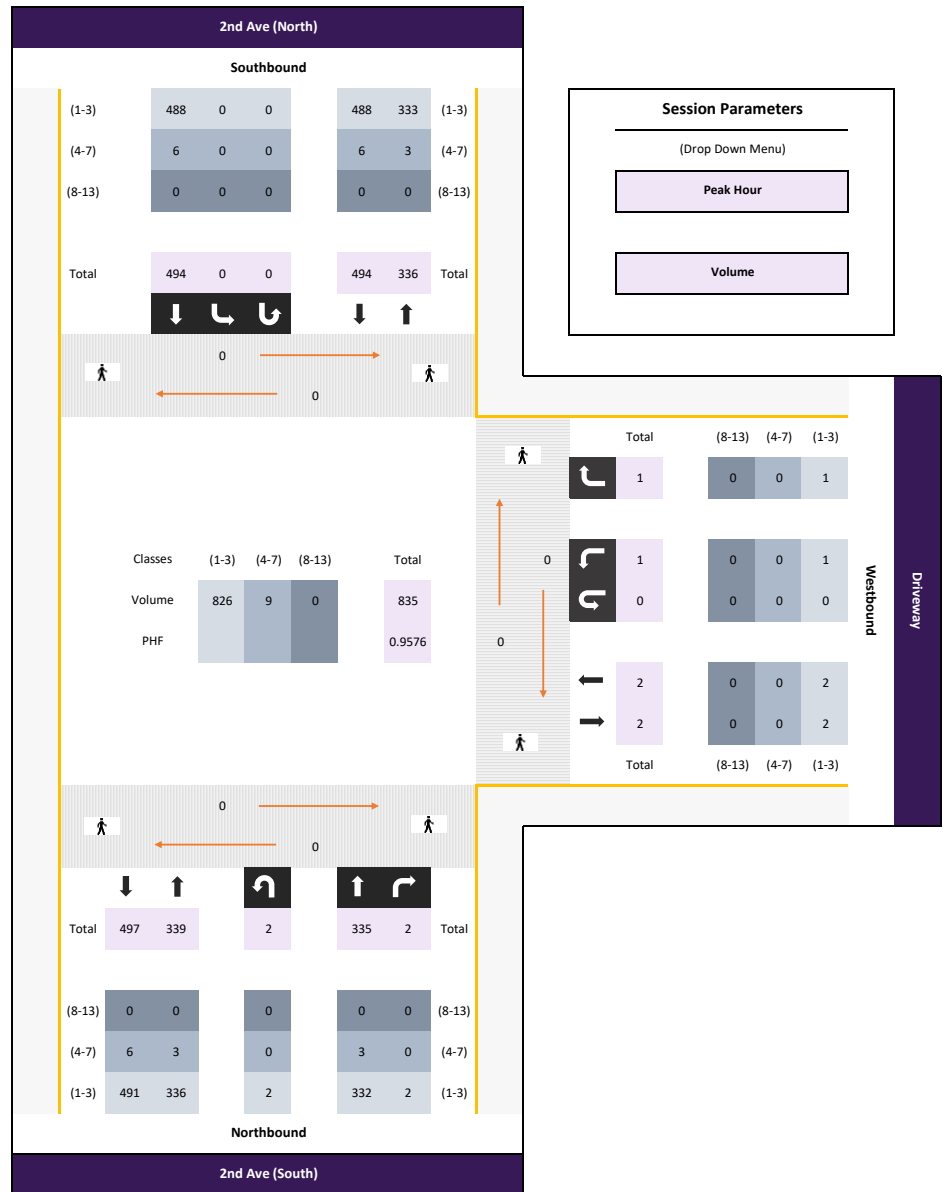 2nd Ave (North)
Southbound
(1-3) 488 0 0 488 333 (1-3)
(4-7) 6 0 0 6 3 (4-7)
(8-13) 0 0 0 0 0 (8-13)
Total 494 0 0 494 336 Total
0
0
Session Parameters
(Drop Down Menu)
Peak Hour
Volume
Total (8-13) (4-7) (1-3)
1 0 0 1
0 1 0 0 1
0 0 0 0
0
2 0 0 2
2 0 0 2
Total (8-13) (4-7) (1-3)
Westbound
Driveway
Classes (1-3) (4-7) (8-13) Total
Volume 826 9 0 835
PHF 0.9576
0
0
Total 497 339 2 335 2 Total
(8-13) 0 0 0 0 0 (8-13)
(4-7) 6 3 0 3 0 (4-7)
(1-3) 491 336 2 332 2 (1-3)
Northbound
2nd Ave (South)